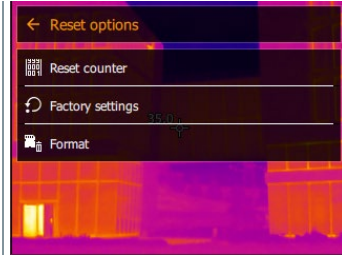 Reset options
Reset counter
Factory settings
35.0
Format